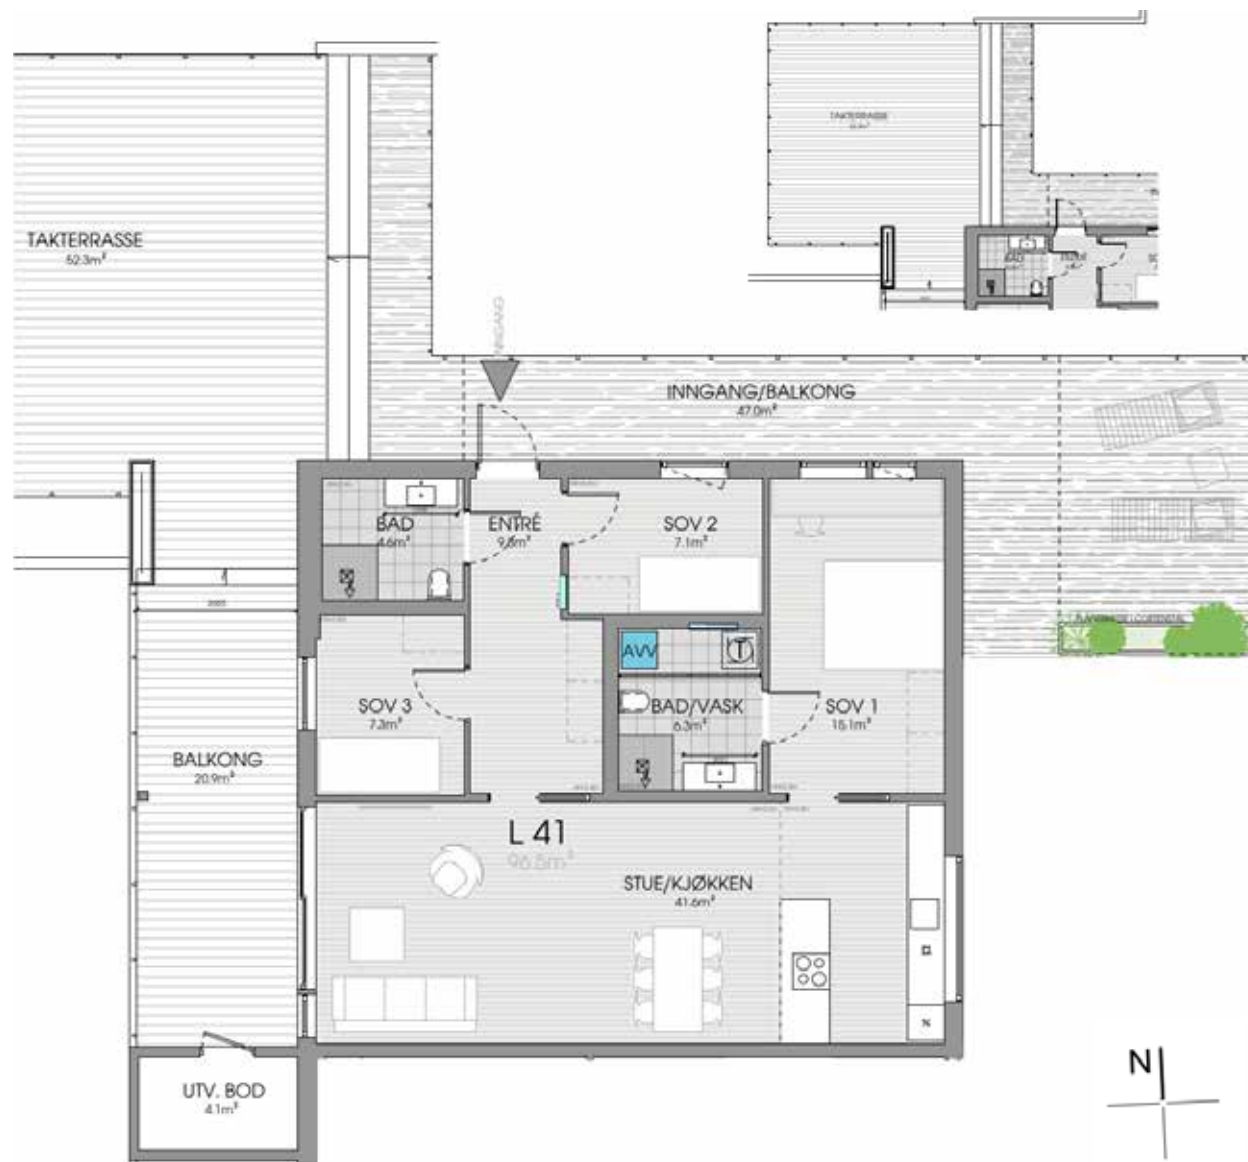 TAKTERRASSE
52.3m²
TAKTERRASSE
BAD
INNGANG
INNGANG/BALKONG
47.0m²
BAD
4.6m²
ENTRÉ
SOV 2
7.1m²
AVV
T
BAD/VASK
6.3m²
SOV 1
15.1m²
SOV 3
7.3m²
BALKONG
20.9m²
L 41
96.5m²
STUE/KJØKKEN
41.6m²
UTV. BOD
4.1m²
N